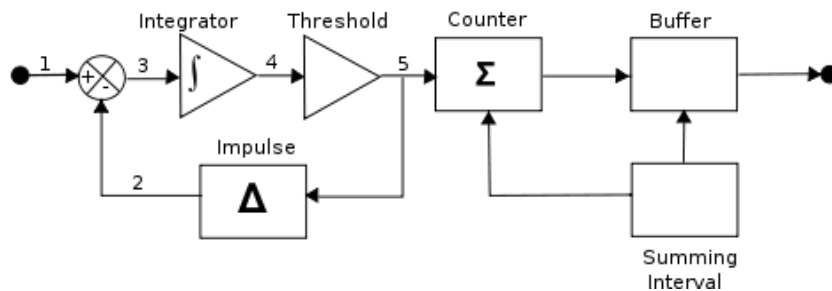 Integrator
Threshold
Counter
Buffer
1
+
-
3
∫
4
5
Σ
Impulse
2
Δ
Summing
Interval